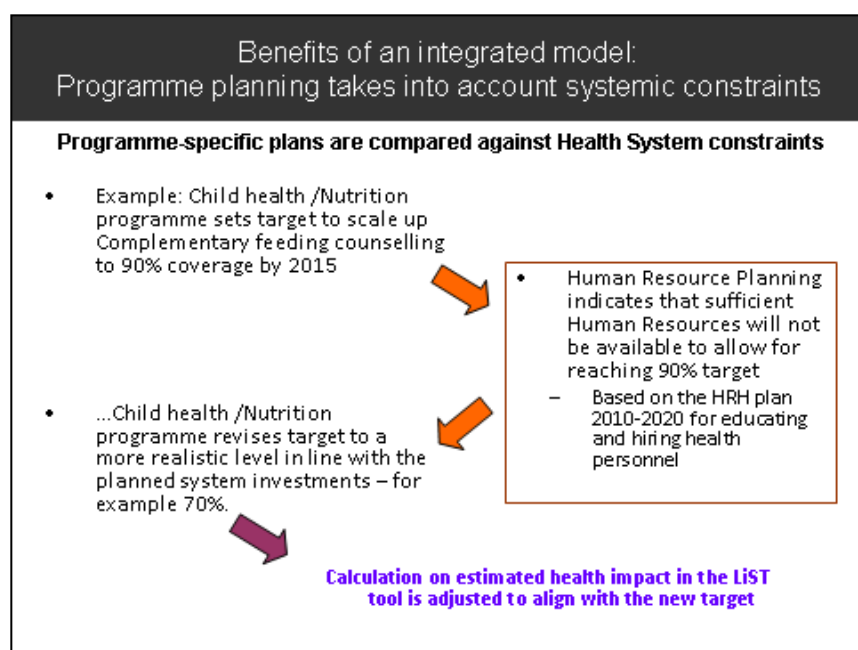 Benefits of an integrated model:
Programme planning takes into account systemic constraints
Programme-specific plans are compared against Health System constraints
• Example: Child health /Nutrition
programme sets target to scale up
Complementary feeding counselling
to 90% coverage by 2015
• Human Resource Planning
indicates that sufficient
Human Resources will not
be available to allow for
reaching 90% target
– Based on the HRH plan
2010-2020 for educating
and hiring health
personnel
• ...Child health /Nutrition
programme revises target to a
more realistic level in line with the
planned system investments – for
example 70%.
Calculation on estimated health impact in the LiST
tool is adjusted to align with the new target